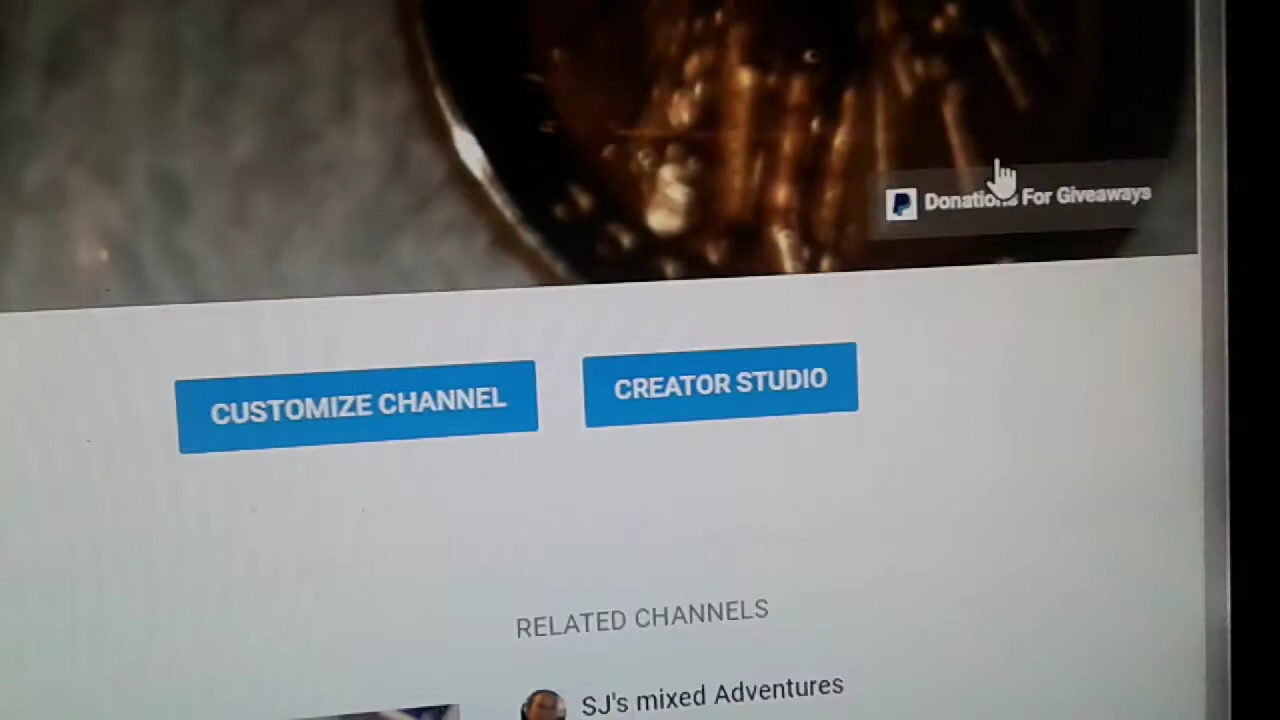 Donations For Giveaways
CUSTOMIZE CHANNEL
CREATOR STUDIO
RELATED CHANNELS
SJ's mixed Adventures